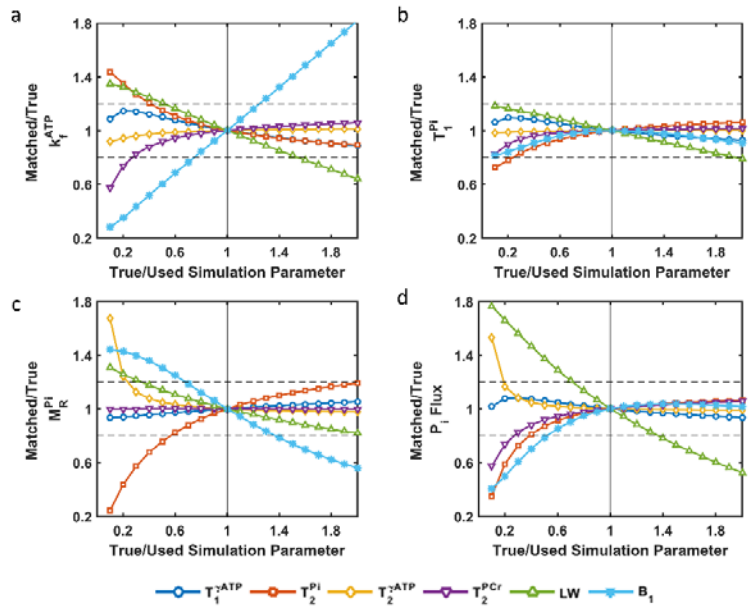 a
1.8
1.4
1
0.6
0.2
Matched/True
k_f^ATP
0.2 0.6 1 1.4 1.8
True/Used Simulation Parameter
b
1.8
1.4
1
0.6
0.2
Matched/True
T_1^Pi
0.2 0.6 1 1.4 1.8
True/Used Simulation Parameter
c
1.8
1.4
1
0.6
0.2
Matched/True
M_R^Pi
0.2 0.6 1 1.4 1.8
True/Used Simulation Parameter
d
1.8
1.4
1
0.6
0.2
Matched/True
P_i Flux
0.2 0.6 1 1.4 1.8
True/Used Simulation Parameter
T_1^γATP T_2^Pi T_2^γATP T_2^PCr LW B_1